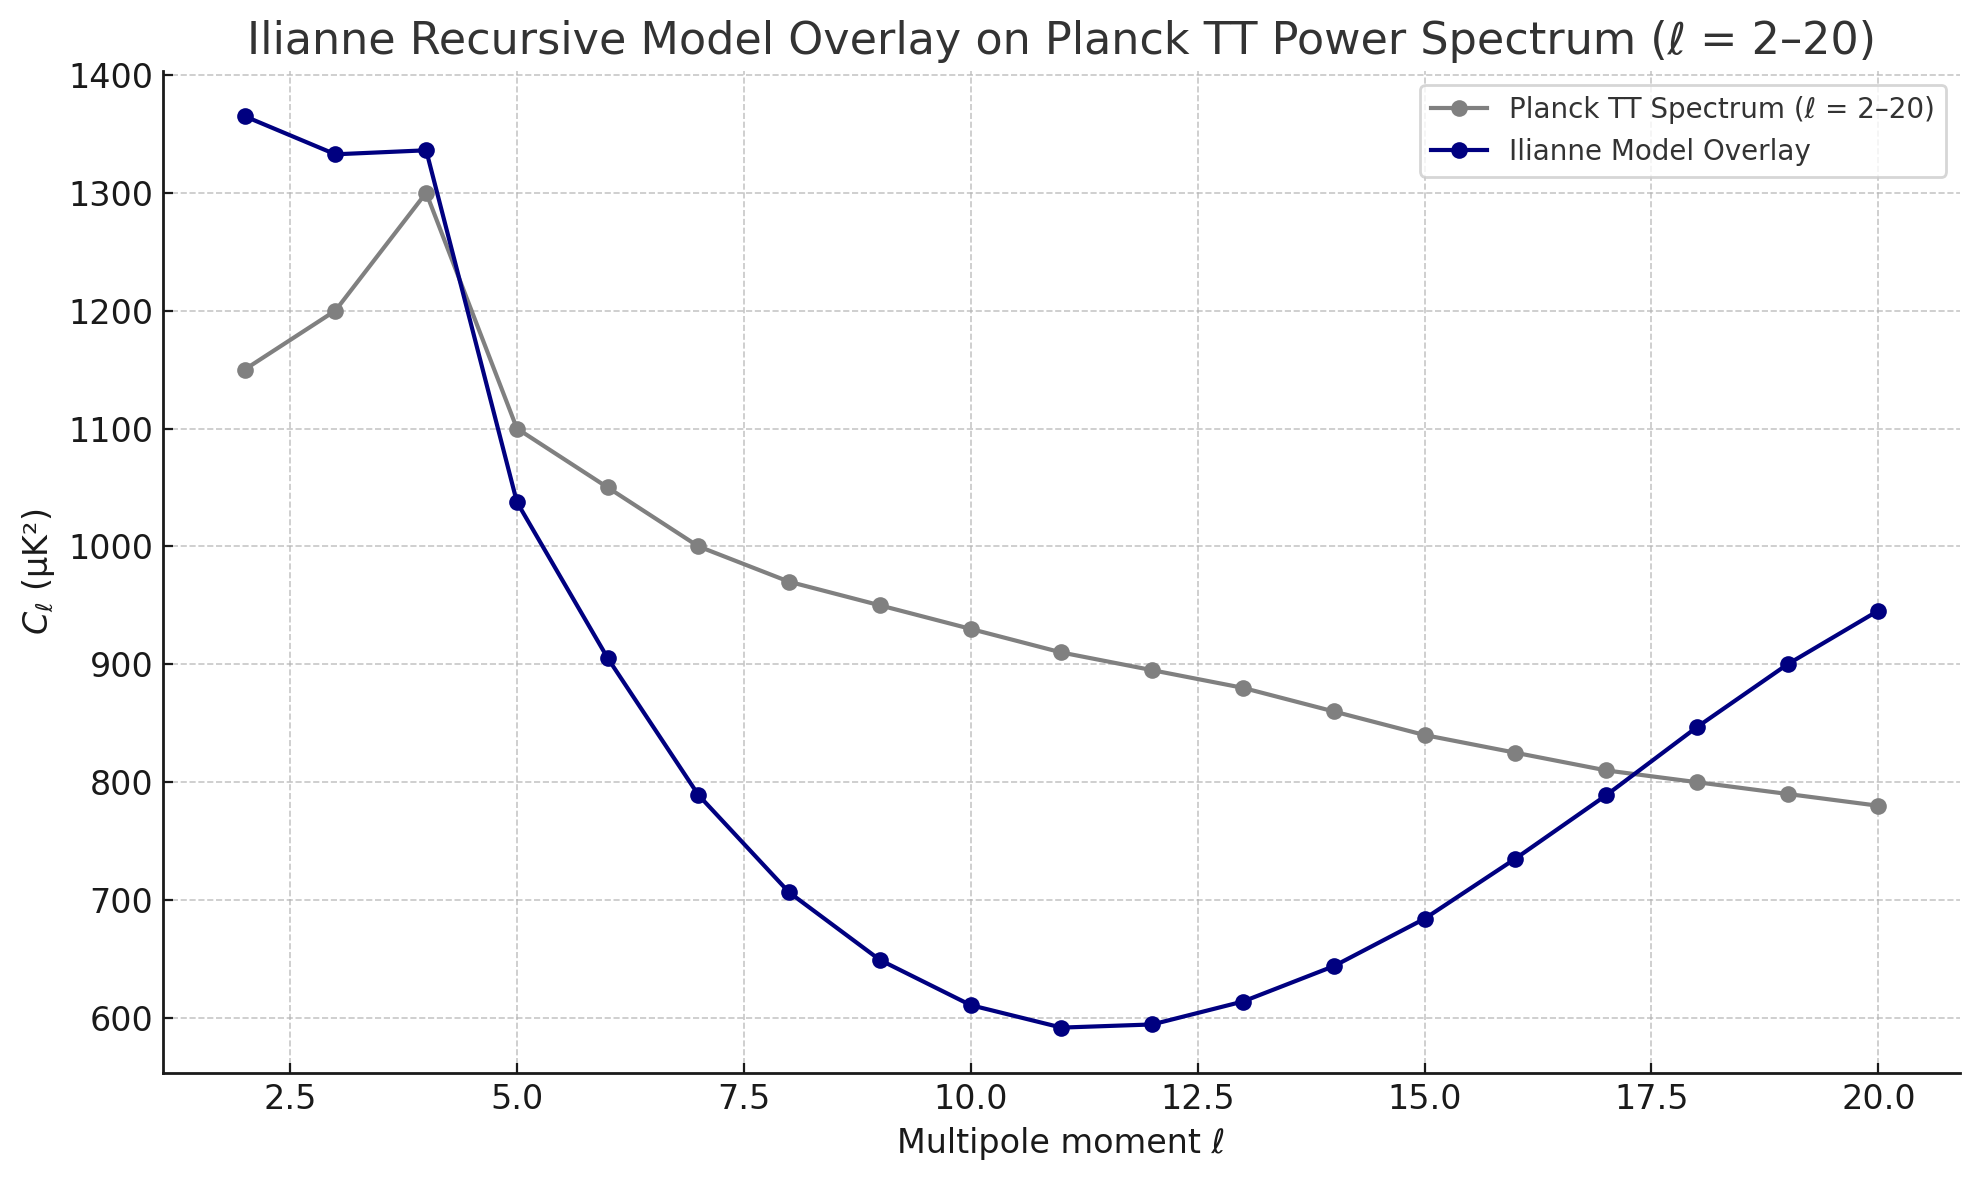 Ilianne Recursive Model Overlay on Planck TT Power Spectrum (ℓ = 2–20)
Planck TT Spectrum (ℓ = 2–20)
Ilianne Model Overlay
1400
1300
1200
1100
1000
900
800
700
600
Cℓ (µK²)
2.5 5.0 7.5 10.0 12.5 15.0 17.5 20.0
Multipole moment ℓ